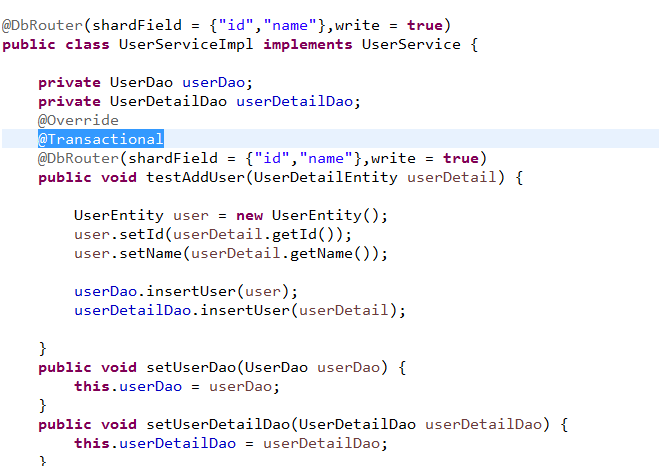 @DbRouter(shardField = {"id","name"},write = true)
public class UserServiceImpl implements UserService {
private UserDao userDao;
private UserDetailDao userDetailDao;
@Override
@Transactional
@DbRouter(shardField = {"id","name"},write = true)
public void testAddUser(UserDetailEntity userDetail) {
UserEntity user = new UserEntity();
user.setId(userDetail.getId());
user.setName(userDetail.getName());
userDao.insertUser(user);
userDetailDao.insertUser(userDetail);
}
public void setUserDao(UserDao userDao) {
this.userDao = userDao;
}
public void setUserDetailDao(UserDetailDao userDetailDao) {
this.userDetailDao = userDetailDao;
}